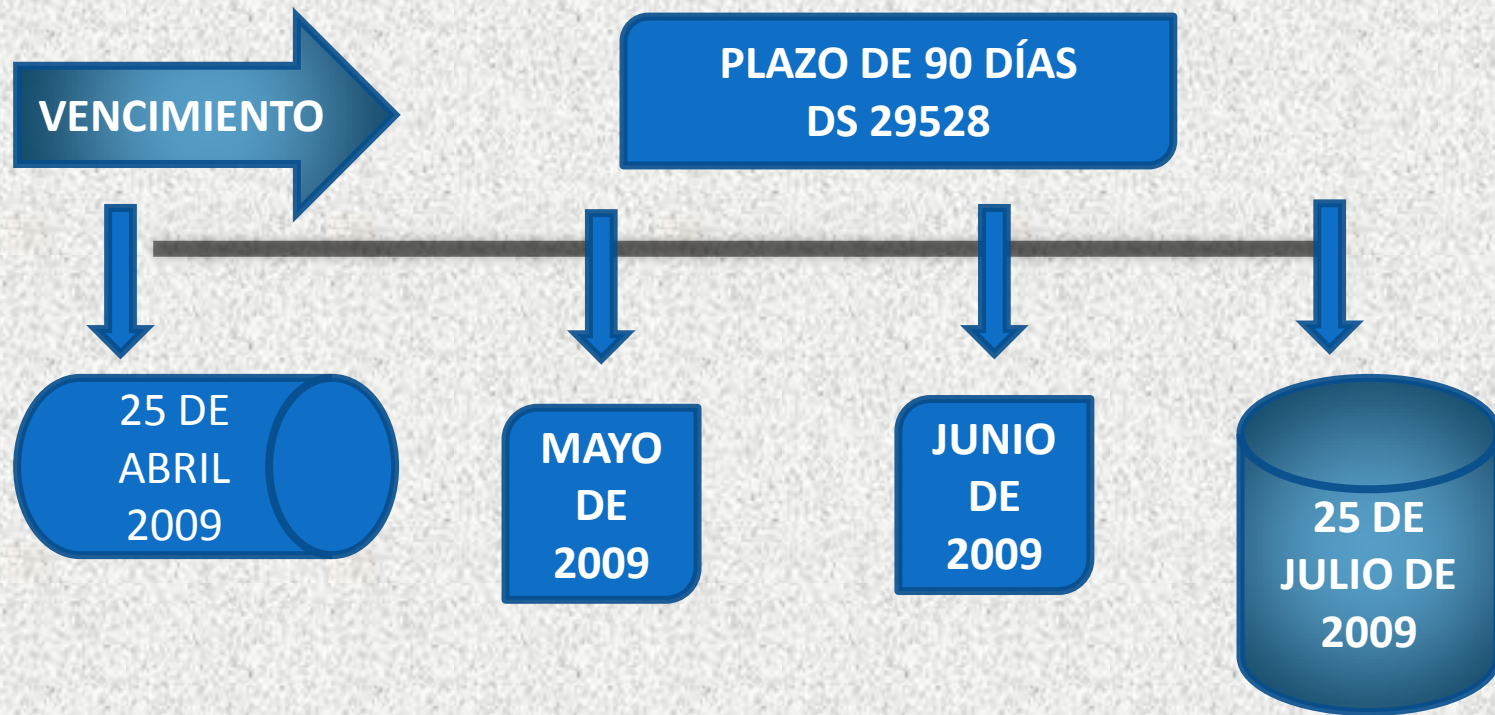 VENCIMIENTO
PLAZO DE 90 DÍAS
DS 29528
25 DE
ABRIL
2009
MAYO
DE
2009
JUNIO
DE
2009
25 DE
JULIO DE
2009